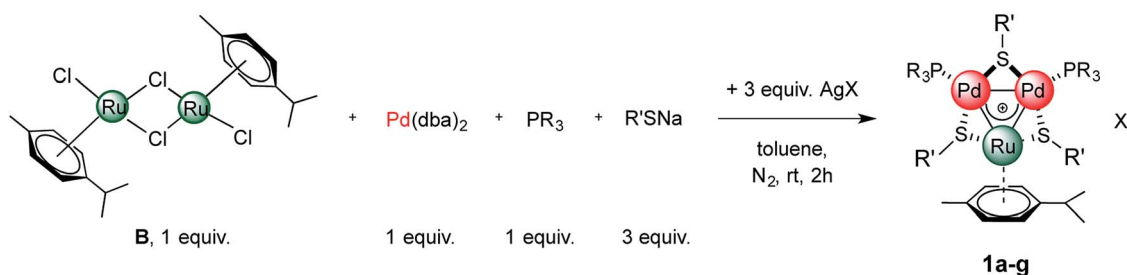 Cl
Cl
Ru
Ru
Cl
Cl
+ Pd(dba)2 + PR3 + R'SNa
+ 3 equiv. AgX
toluene,
N2, rt, 2h
R'
S
R3P
PR3
Pd
Pd
⊕
S
Ru
S
R'
R'
X
B, 1 equiv.
1 equiv.
1 equiv.
3 equiv.
1a-g